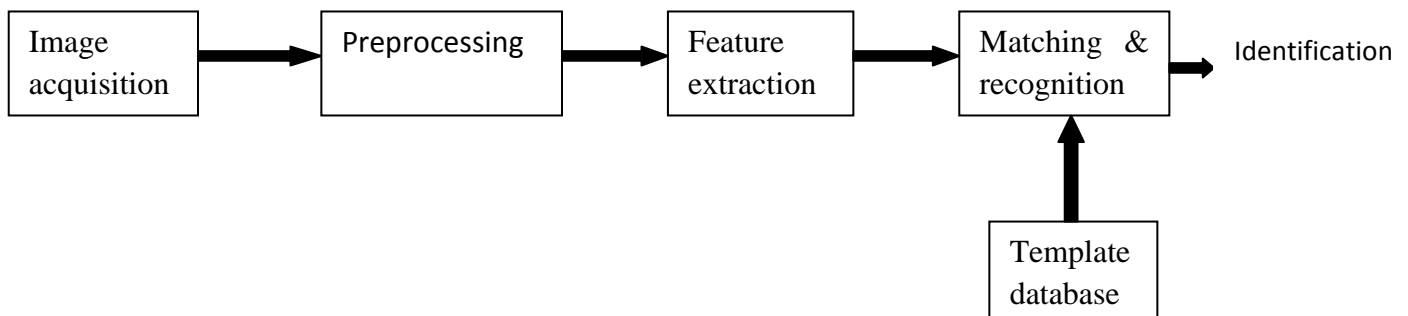 Image
acquisition
Preprocessing
Feature
extraction
Matching &
recognition
Identification
Template
database